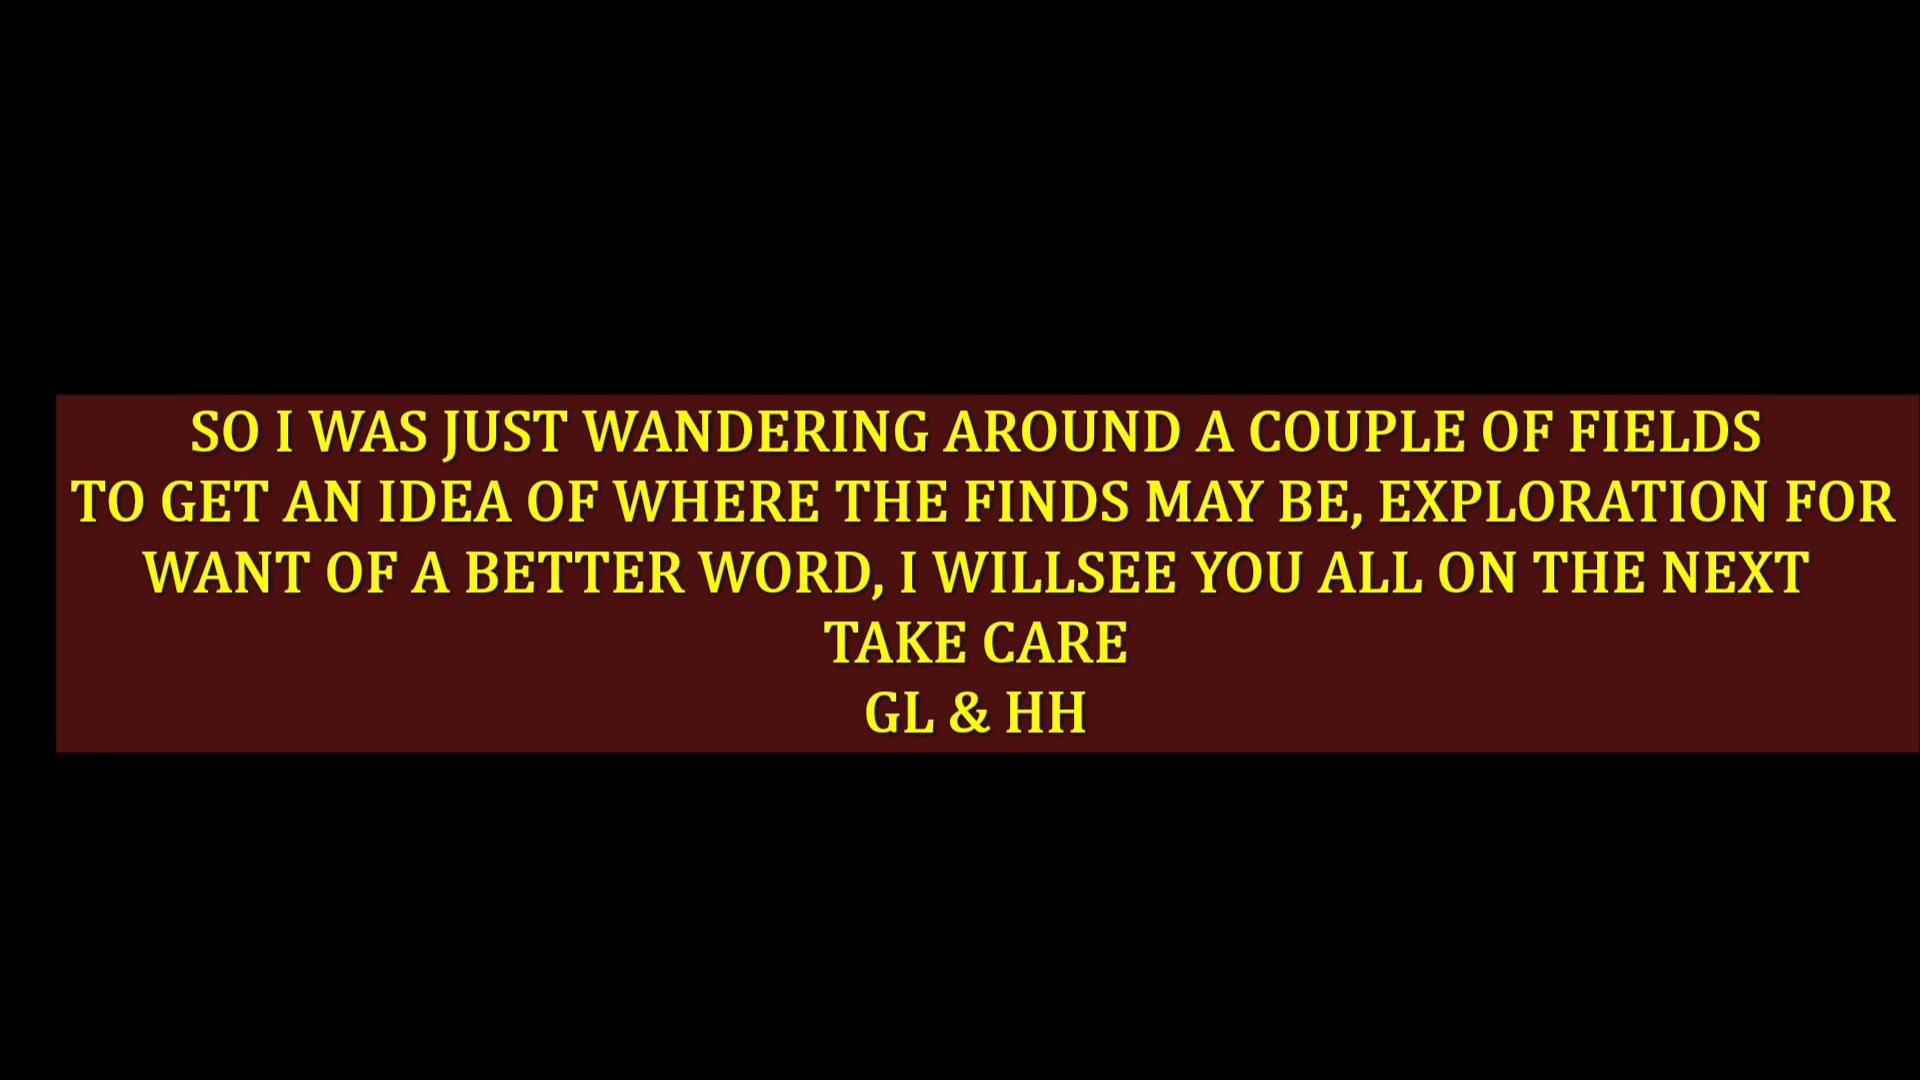 SO I WAS JUST WANDERING AROUND A COUPLE OF FIELDS
TO GET AN IDEA OF WHERE THE FINDS MAY BE, EXPLORATION FOR
WANT OF A BETTER WORD, I WILLSEE YOU ALL ON THE NEXT
TAKE CARE
GL & HH